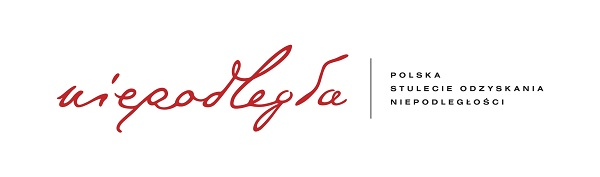 niepodległa
POLSKA
STULECIE ODZYSKANIA
NIEPODLEGŁOŚCI